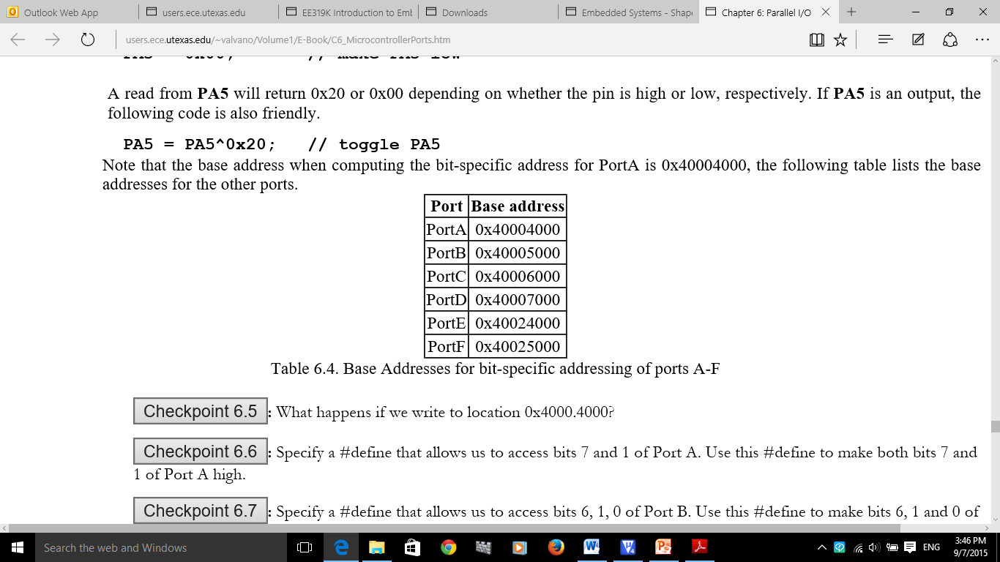 Outlook Web App
users.ece.utexas.edu
EE319K Introduction to Eml
Downloads
Embedded Systems - Shap
Chapter 6: Parallel I/O
users.ece.utexas.edu/~valvano/Volume1/E-Book/C6_MicrocontrollerPorts.htm
A read from PA5 will return 0x20 or 0x00 depending on whether the pin is high or low, respectively. If PA5 is an output, the
following code is also friendly.
PA5 = PA5^0x20; // toggle PA5
Note that the base address when computing the bit-specific address for PortA is 0x40004000, the following table lists the base
addresses for the other ports.
Port Base address
PortA 0x40004000
PortB 0x40005000
PortC 0x40006000
PortD 0x40007000
PortE 0x40024000
PortF 0x40025000
Table 6.4. Base Addresses for bit-specific addressing of ports A-F
Checkpoint 6.5 : What happens if we write to location 0x4000.4000?
Checkpoint 6.6 : Specify a #define that allows us to access bits 7 and 1 of Port A. Use this #define to make both bits 7 and
1 of Port A high.
Checkpoint 6.7 : Specify a #define that allows us to access bits 6, 1, 0 of Port B. Use this #define to make bits 6, 1 and 0 of
Search the web and Windows
ENG
3:46 PM
9/7/2015